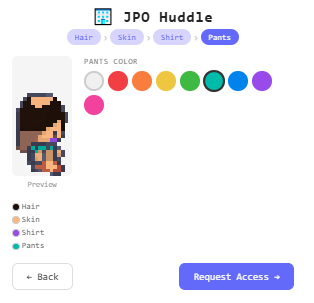 🏢 JPO Huddle
Hair › Skin › Shirt › Pants
PANTS COLOR
Preview
Hair
Skin
Shirt
Pants
← Back
Request Access →